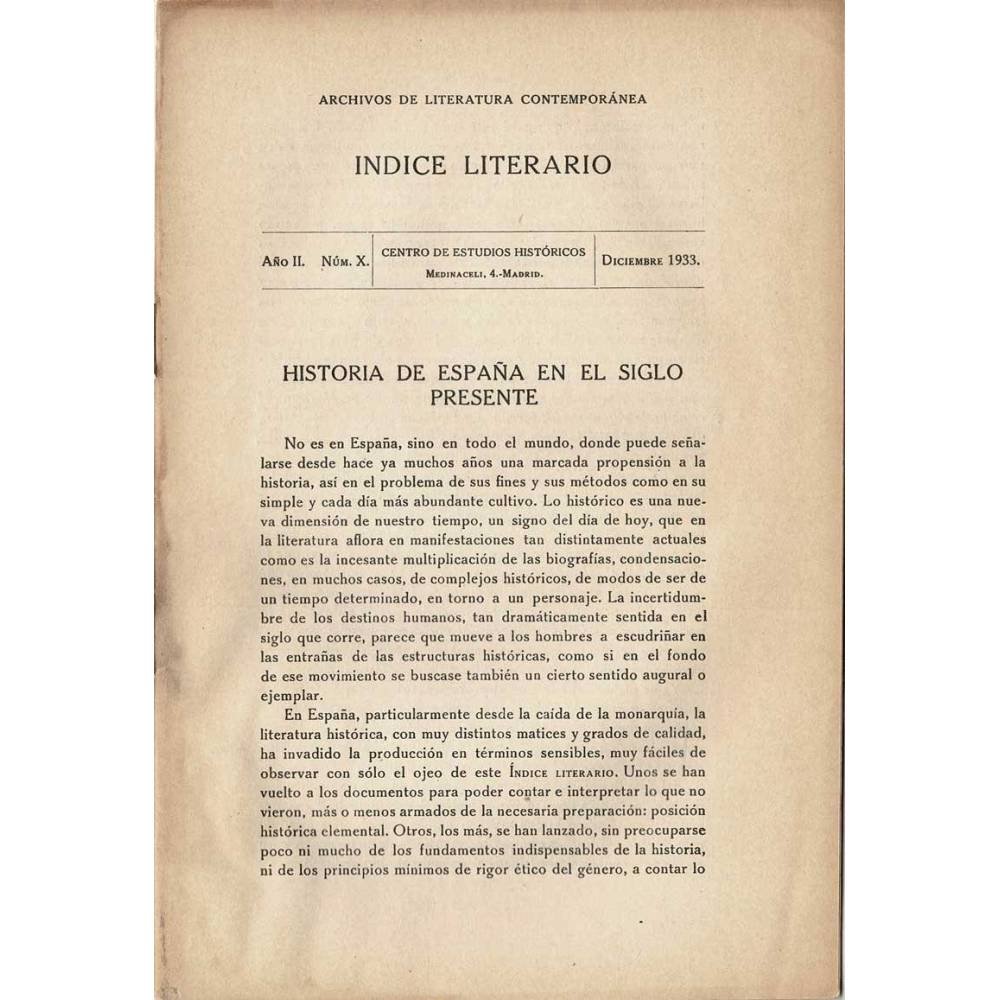 ARCHIVOS DE LITERATURA CONTEMPORÁNEA
INDICE LITERARIO
AÑO II. NÚM. X.
CENTRO DE ESTUDIOS HISTÓRICOS
MEDINACELI, 4.-MADRID.
DICIEMBRE 1933.
HISTORIA DE ESPAÑA EN EL SIGLO
PRESENTE
No es en España, sino en todo el mundo, donde puede seña-
larse desde hace ya muchos años una marcada propensión a la
historia, así en el problema de sus fines y sus métodos como en su
simple y cada día más abundante cultivo. Lo histórico es una nue-
va dimensión de nuestro tiempo, un signo del día de hoy, que en
la literatura aflora en manifestaciones tan distintamente actuales
como es la incesante multiplicación de las biografías, condensacio-
nes, en muchos casos, de complejos históricos, de modos de ser de
un tiempo determinado, en torno a un personaje. La incertidum-
bre de los destinos humanos, tan dramáticamente sentida en el
siglo que corre, parece que mueve a los hombres a escudriñar en
las entrañas de las estructuras históricas, como si en el fondo
de ese movimiento se buscase también un cierto sentido augural o
ejemplar.
En España, particularmente desde la caída de la monarquía, la
literatura histórica, con muy distintos matices y grados de calidad,
ha invadido la producción en términos sensibles, muy fáciles de
observar con sólo el ojeo de este ÍNDICE LITERARIO. Unos se han
vuelto a los documentos para poder contar e interpretar lo que no
vieron, más o menos armados de la necesaria preparación: posición
histórica elemental. Otros, los más, se han lanzado, sin preocuparse
poco ni mucho de los fundamentos indispensables de la historia,
ni de los principios mínimos de rigor ético del género, a contar lo